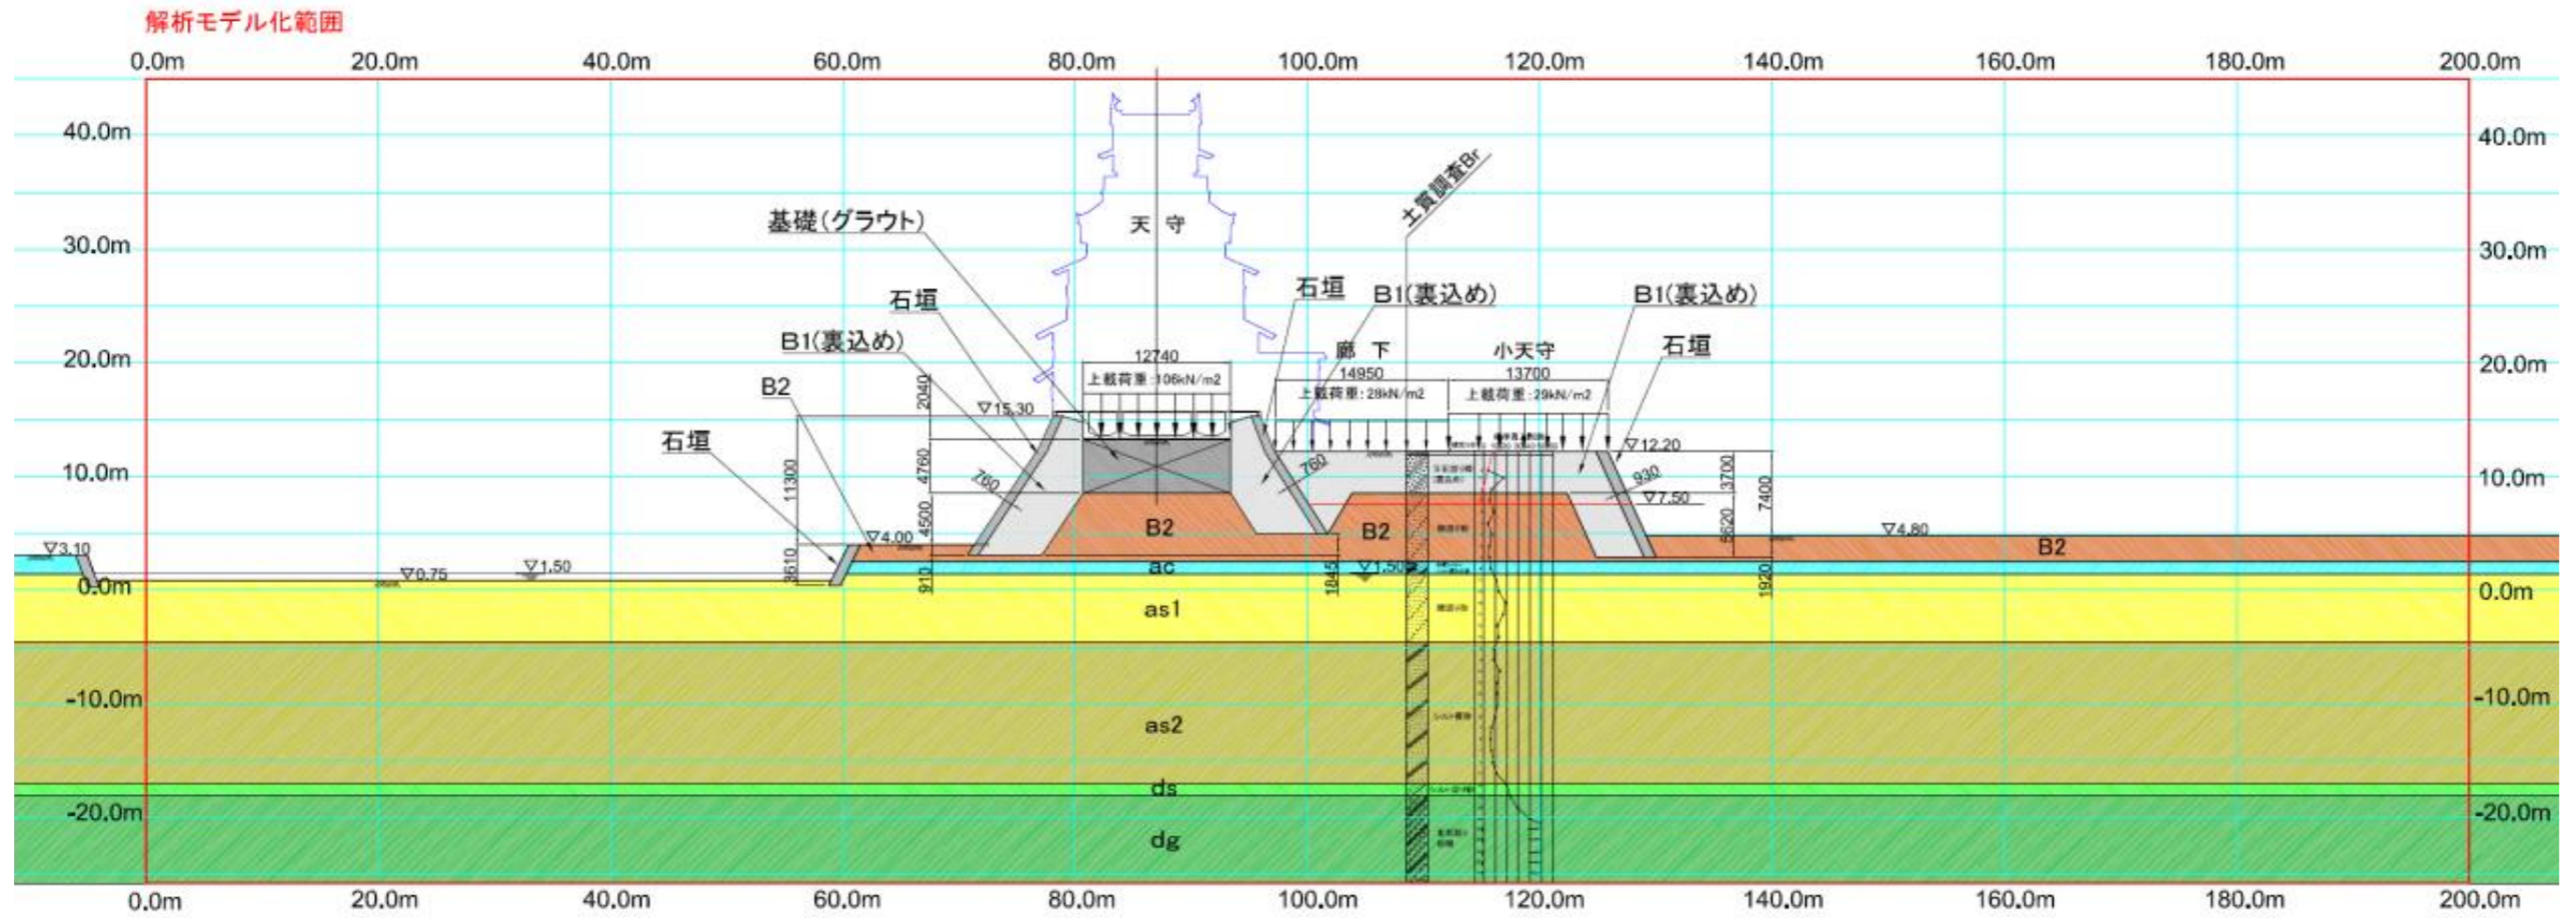 解析モデル化範囲
0.0m 20.0m 40.0m 60.0m 80.0m 100.0m 120.0m 140.0m 160.0m 180.0m 200.0m
40.0m
40.0m
土質調査Br
基礎(グラウト)
天 守
30.0m
30.0m
石垣
石垣
B1(裏込め)
B1(裏込め)
B1(裏込め)
石垣
20.0m
廊 下
小天守
20.0m
12740
14950
13700
B2
上載荷重:106kN/m2
上載荷重:28kN/m2
上載荷重:29kN/m2
2040
▽15.30
石垣
▽12.20
10.0m
11300
4760
760
760
930
3700
7400
10.0m
▽7.50
4500
B2
B2
5620
▽4.00
▽4.80
▽3.10
B2
▽1.50
▽0.75
3610
910
ac
1845
▽1.50
1920
0.0m
0.0m
as1
-10.0m
-10.0m
as2
ds
-20.0m
-20.0m
dg
0.0m 20.0m 40.0m 60.0m 80.0m 100.0m 120.0m 140.0m 160.0m 180.0m 200.0m